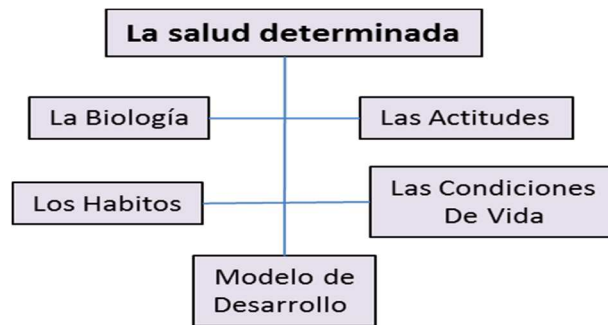 La salud determinada
La Biología
Las Actitudes
Los Habitos
Las Condiciones
De Vida
Modelo de
Desarrollo